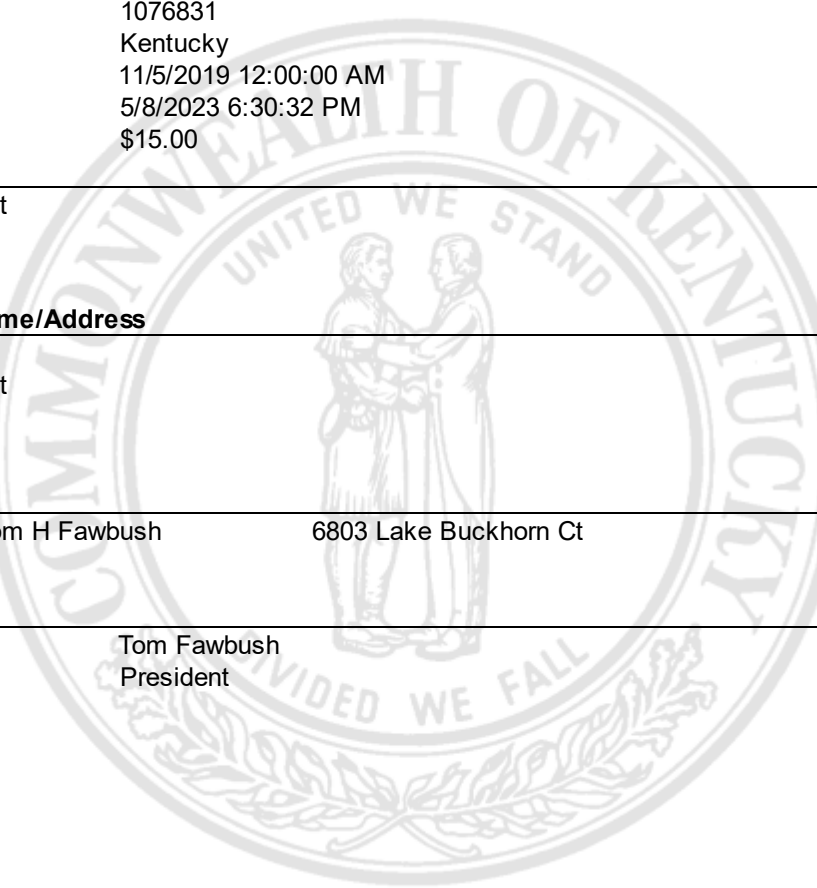 1076831
Kentucky
11/5/2019 12:00:00 AM
5/8/2023 6:30:32 PM
$15.00
t
me/Address
t
om H Fawbush 6803 Lake Buckhorn Ct
Tom Fawbush
President
COMMONWEALTH OF KENTUCKY
UNITED WE STAND
DIVIDED WE FALL